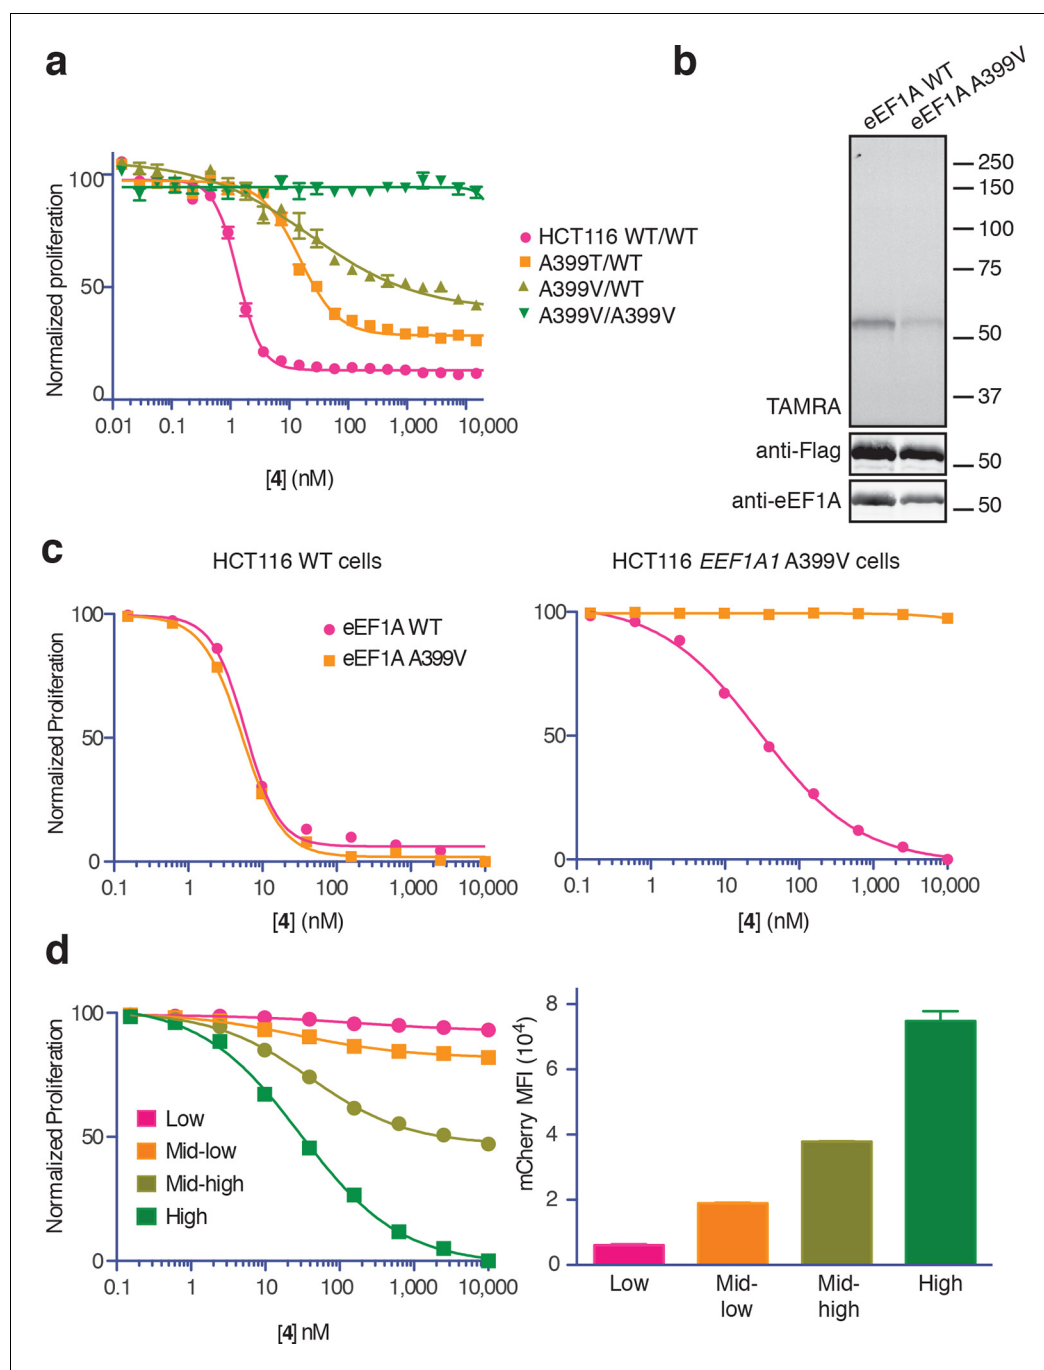 a
Normalized proliferation
100
50
0
0.01 0.1 1 10 100 1,000 10,000
[4] (nM)
HCT116 WT/WT
A399T/WT
A399V/WT
A399V/A399V
b
eEF1A WT
eEF1A A399V
250
150
100
75
50
37
TAMRA
anti-Flag
50
anti-eEF1A
50
c
HCT116 WT cells
Normalized Proliferation
100
50
0
0.1 1 10 100 1,000 10,000
[4] (nM)
eEF1A WT
eEF1A A399V
HCT116 EEF1A1 A399V cells
100
50
0
0.1 1 10 100 1,000 10,000
[4] (nM)
d
Normalized Proliferation
100
50
0
0.1 1 10 100 1,000 10,000
[4] nM
Low
Mid-low
Mid-high
High
mCherry MFI (10⁴)
8
6
4
2
0
Low Mid-low Mid-high High